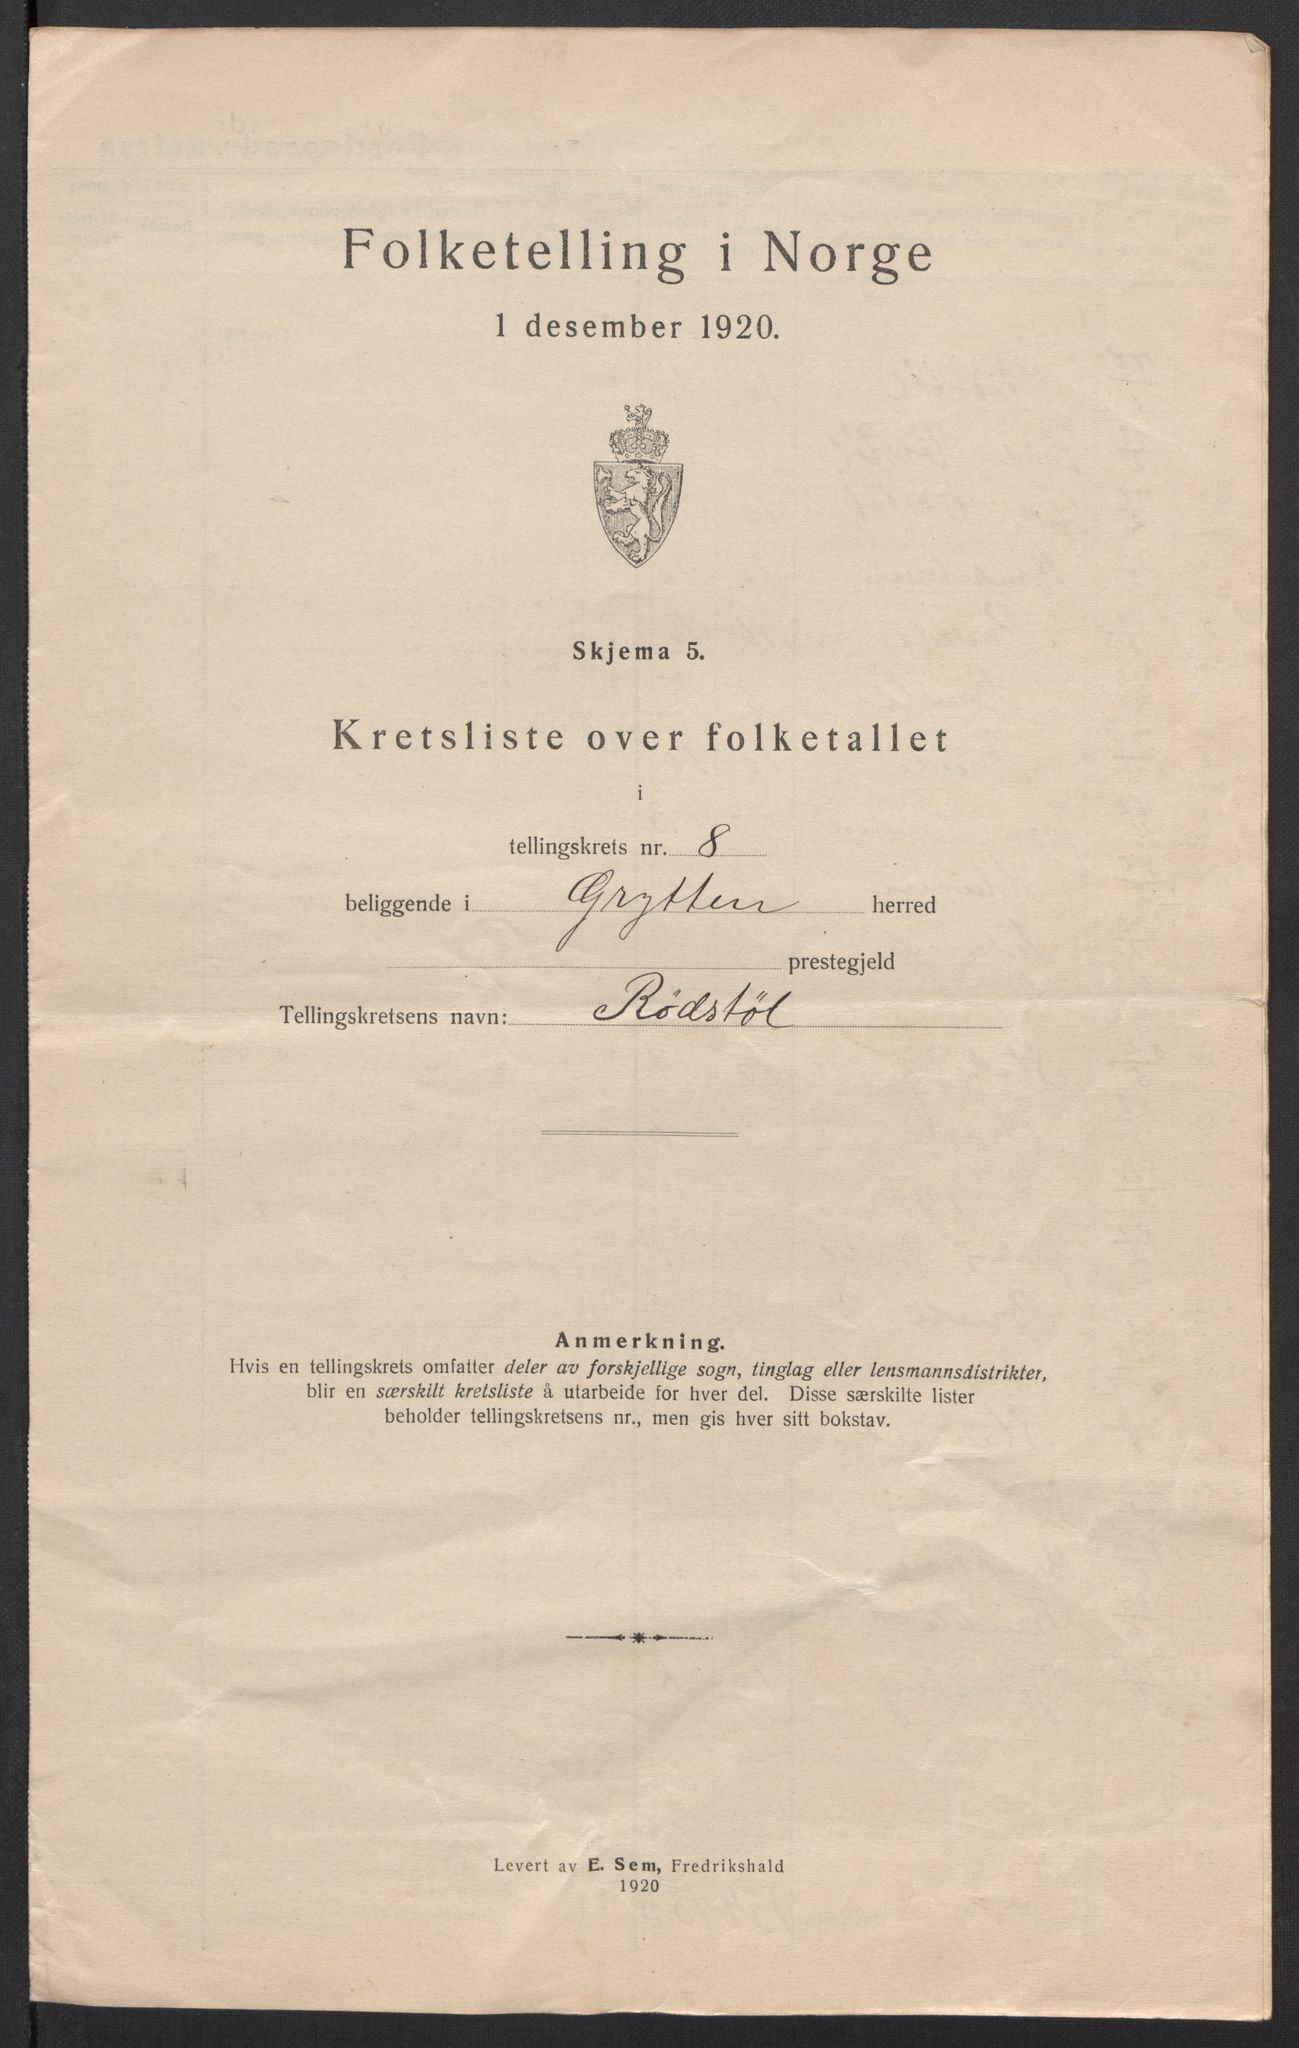 Folketelling i Norge
1 desember 1920.
Skjema 5.
Kretsliste over folketallet
i
tellingskrets nr. 8
beliggende i Grytten herred
prestegjeld
Tellingskretsens navn: Rødstøl
Anmerkning.
Hvis en tellingskrets omfatter deler av forskjellige sogn, tinglag eller lensmannsdistrikter,
blir en særskilt kretsliste å utarbeide for hver del. Disse særskilte lister
beholder tellingskretsens nr., men gis hver sitt bokstav.
Levert av E. Sem, Fredrikshald
1920